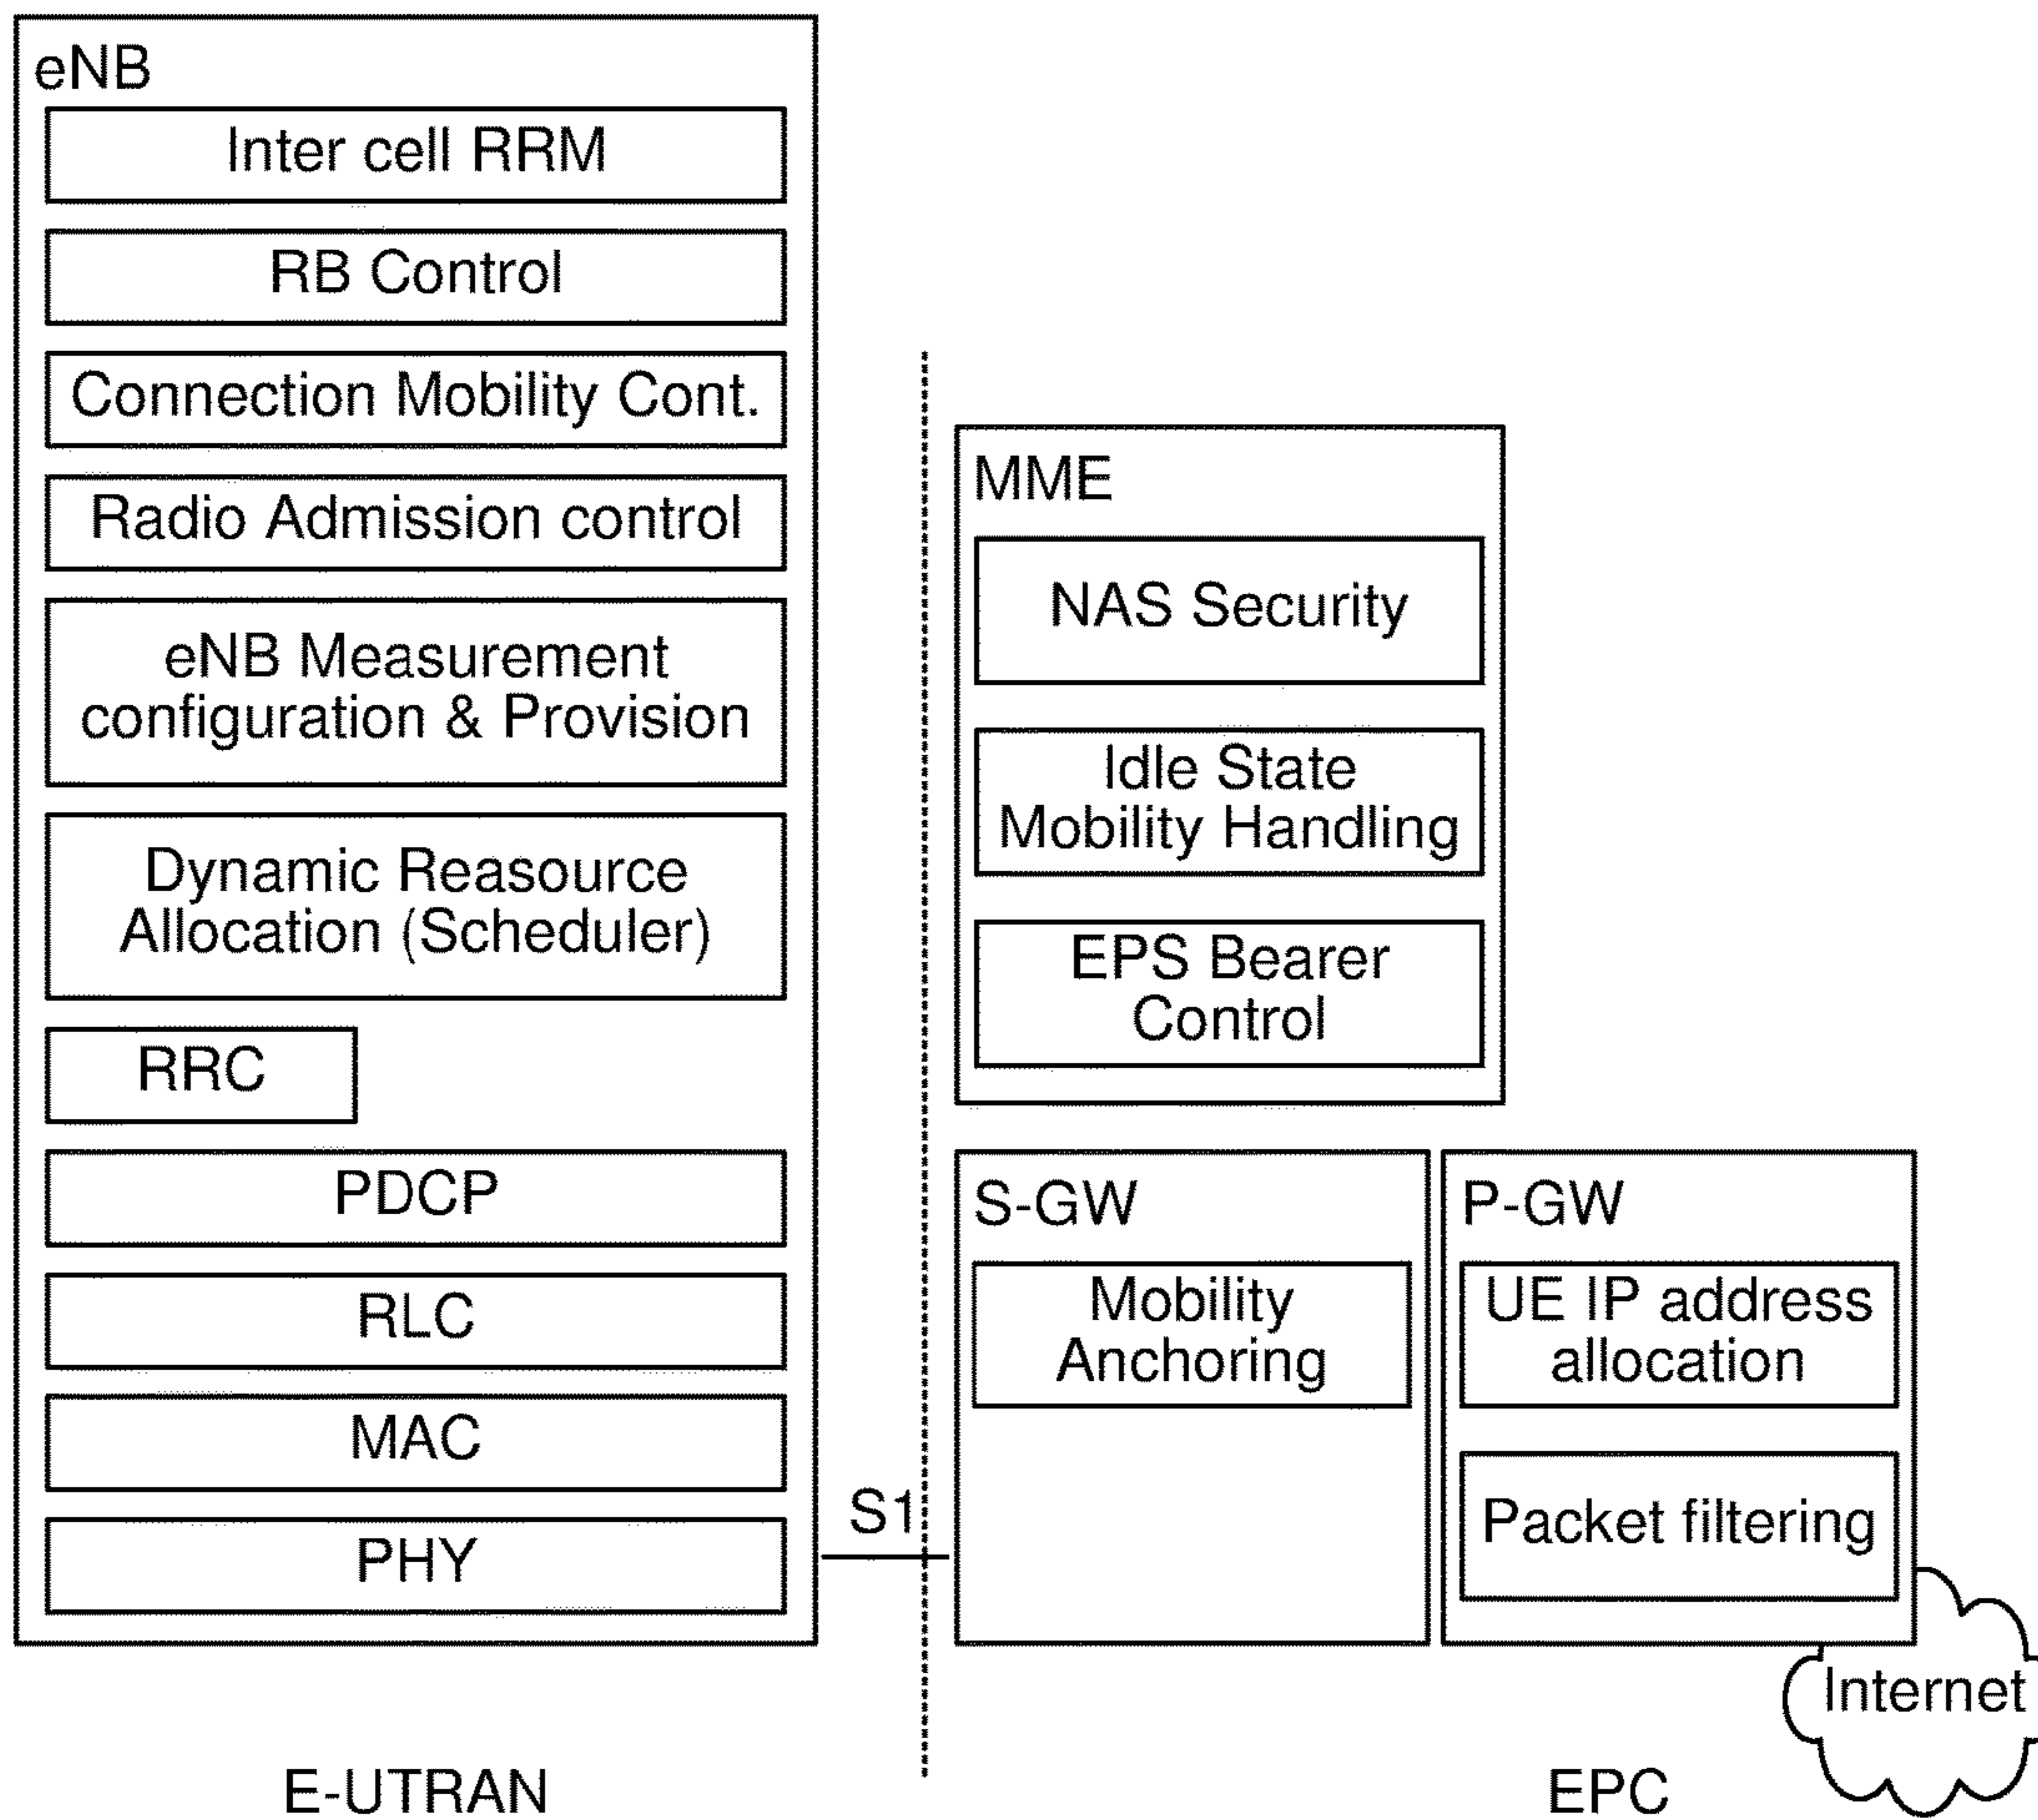 eNB
Inter cell RRM
RB Control
Connection Mobility Cont.
Radio Admission control
eNB Measurement
configuration & Provision
Dynamic Reasource
Allocation (Scheduler)
RRC
PDCP
RLC
MAC
PHY
S1
MME
NAS Security
Idle State
Mobility Handling
EPS Bearer
Control
S-GW
Mobility
Anchoring
P-GW
UE IP address
allocation
Packet filtering
Internet
E-UTRAN
EPC